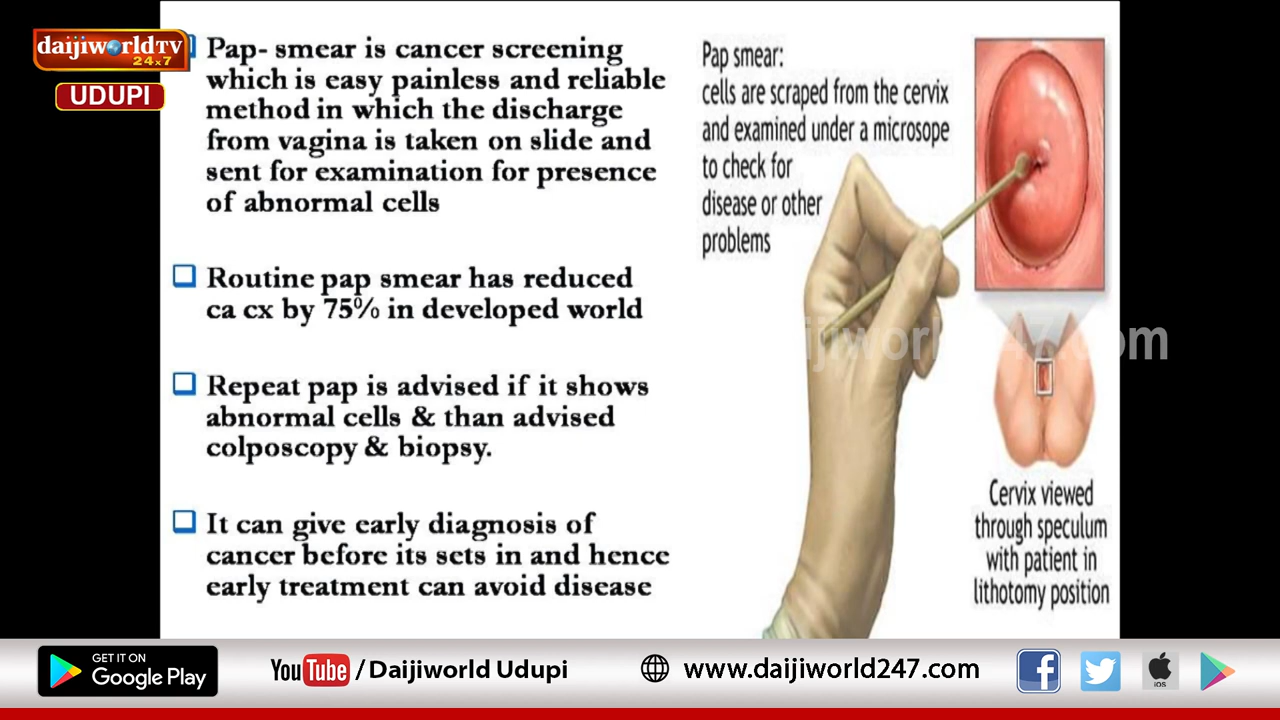 daijiworldTV
24x7
UDUPI
Pap- smear is cancer screening
which is easy painless and reliable
method in which the discharge
from vagina is taken on slide and
sent for examination for presence
of abnormal cells
Routine pap smear has reduced
ca cx by 75% in developed world
Repeat pap is advised if it shows
abnormal cells & than advised
colposcopy & biopsy.
It can give early diagnosis of
cancer before its sets in and hence
early treatment can avoid disease
Pap smear:
cells are scraped from the cervix
and examined under a microsope
to check for
disease or other
problems
Cervix viewed
through speculum
with patient in
lithotomy position
GET IT ON
Google Play
YouTube / Daijiworld Udupi
www.daijiworld247.com
iOS